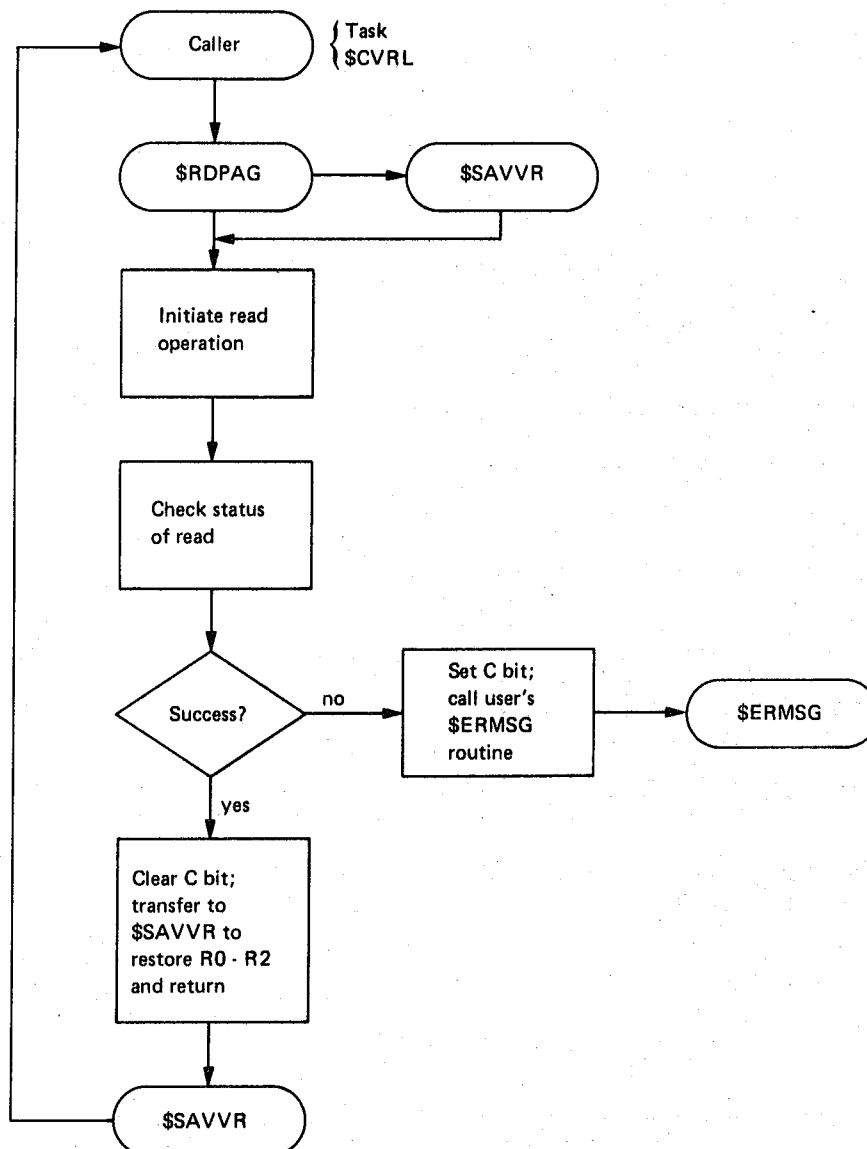 Caller
Task
$CVRL
$RDPAG
$SAVVR
Initiate read
operation
Check status
of read
Success?
no
Set C bit;
call user's
$ERMSG
routine
$ERMSG
yes
Clear C bit;
transfer to
$SAVVR to
restore R0 - R2
and return
$SAVVR